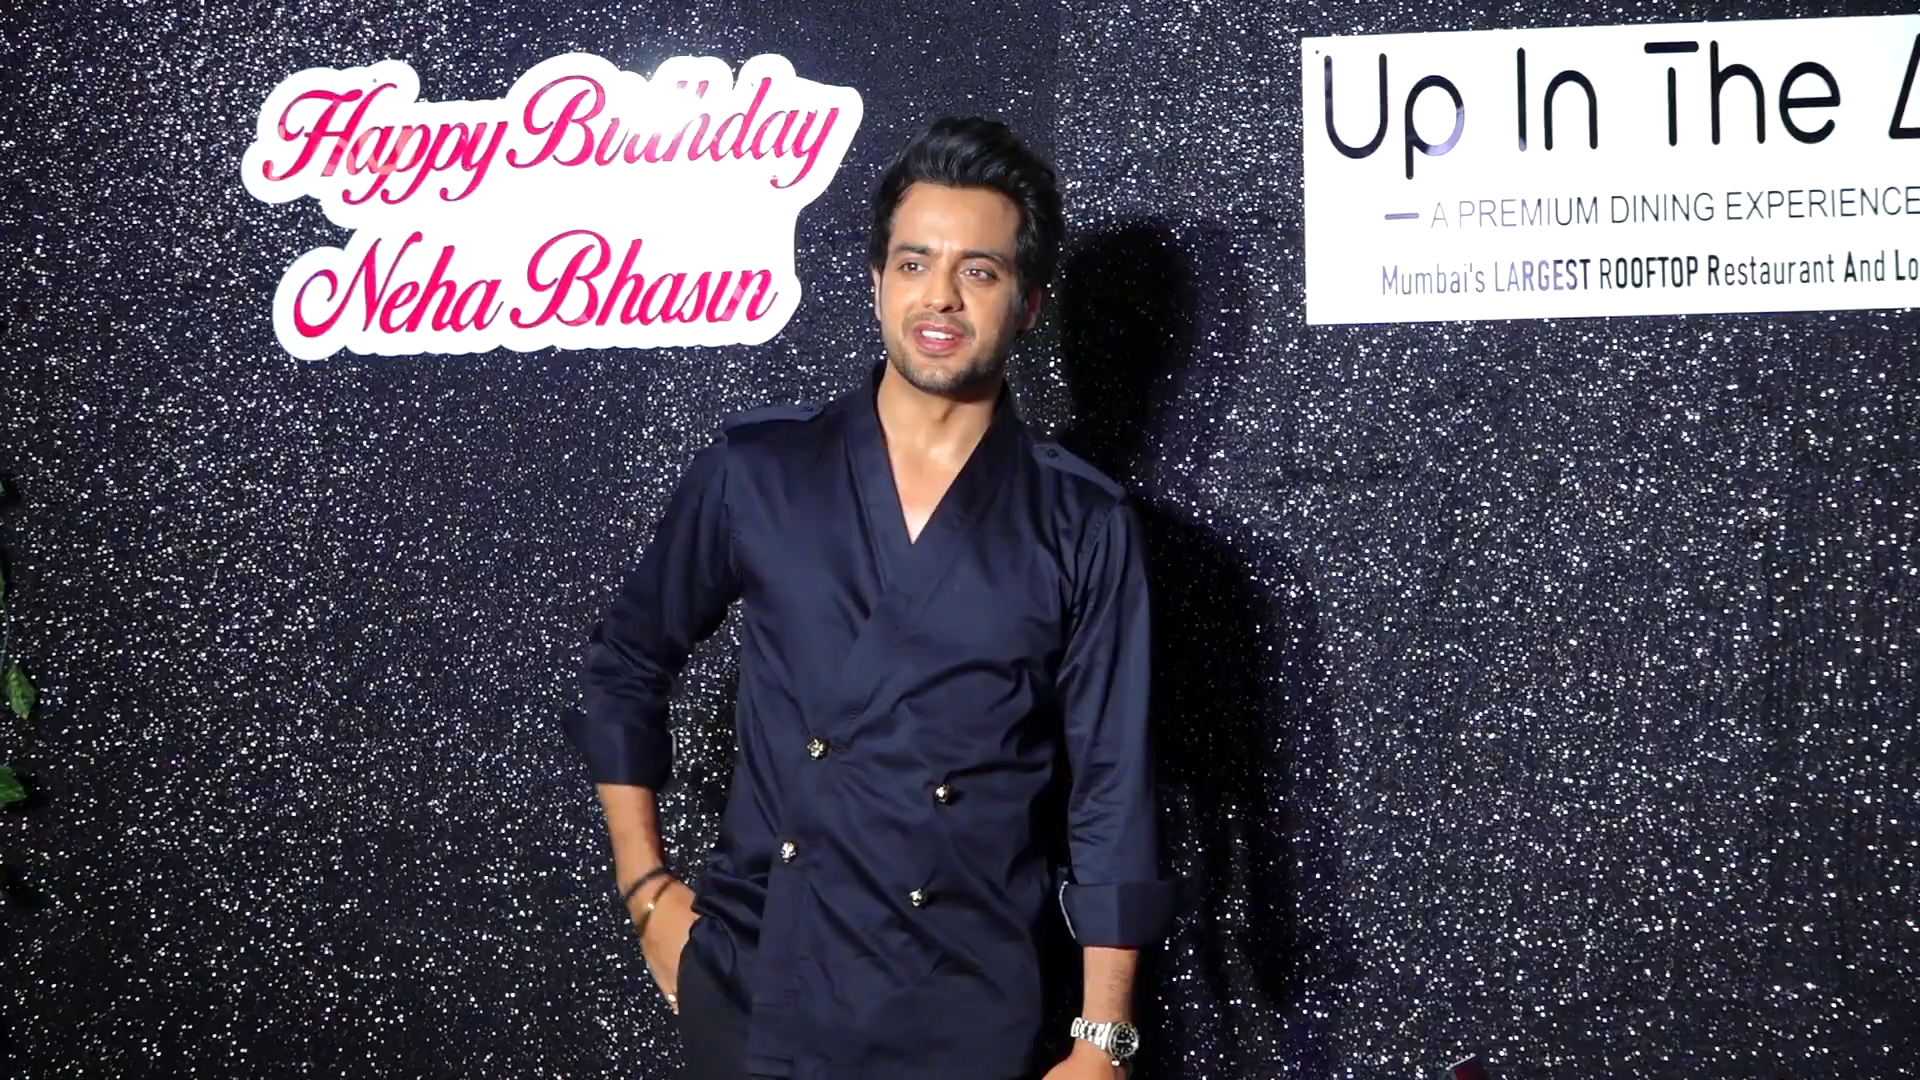 Happy Birthday
Neha Bhasin
Up In The
A PREMIUM DINING EXPERIENCE
Mumbai's LARGEST ROOFTOP Restaurant And